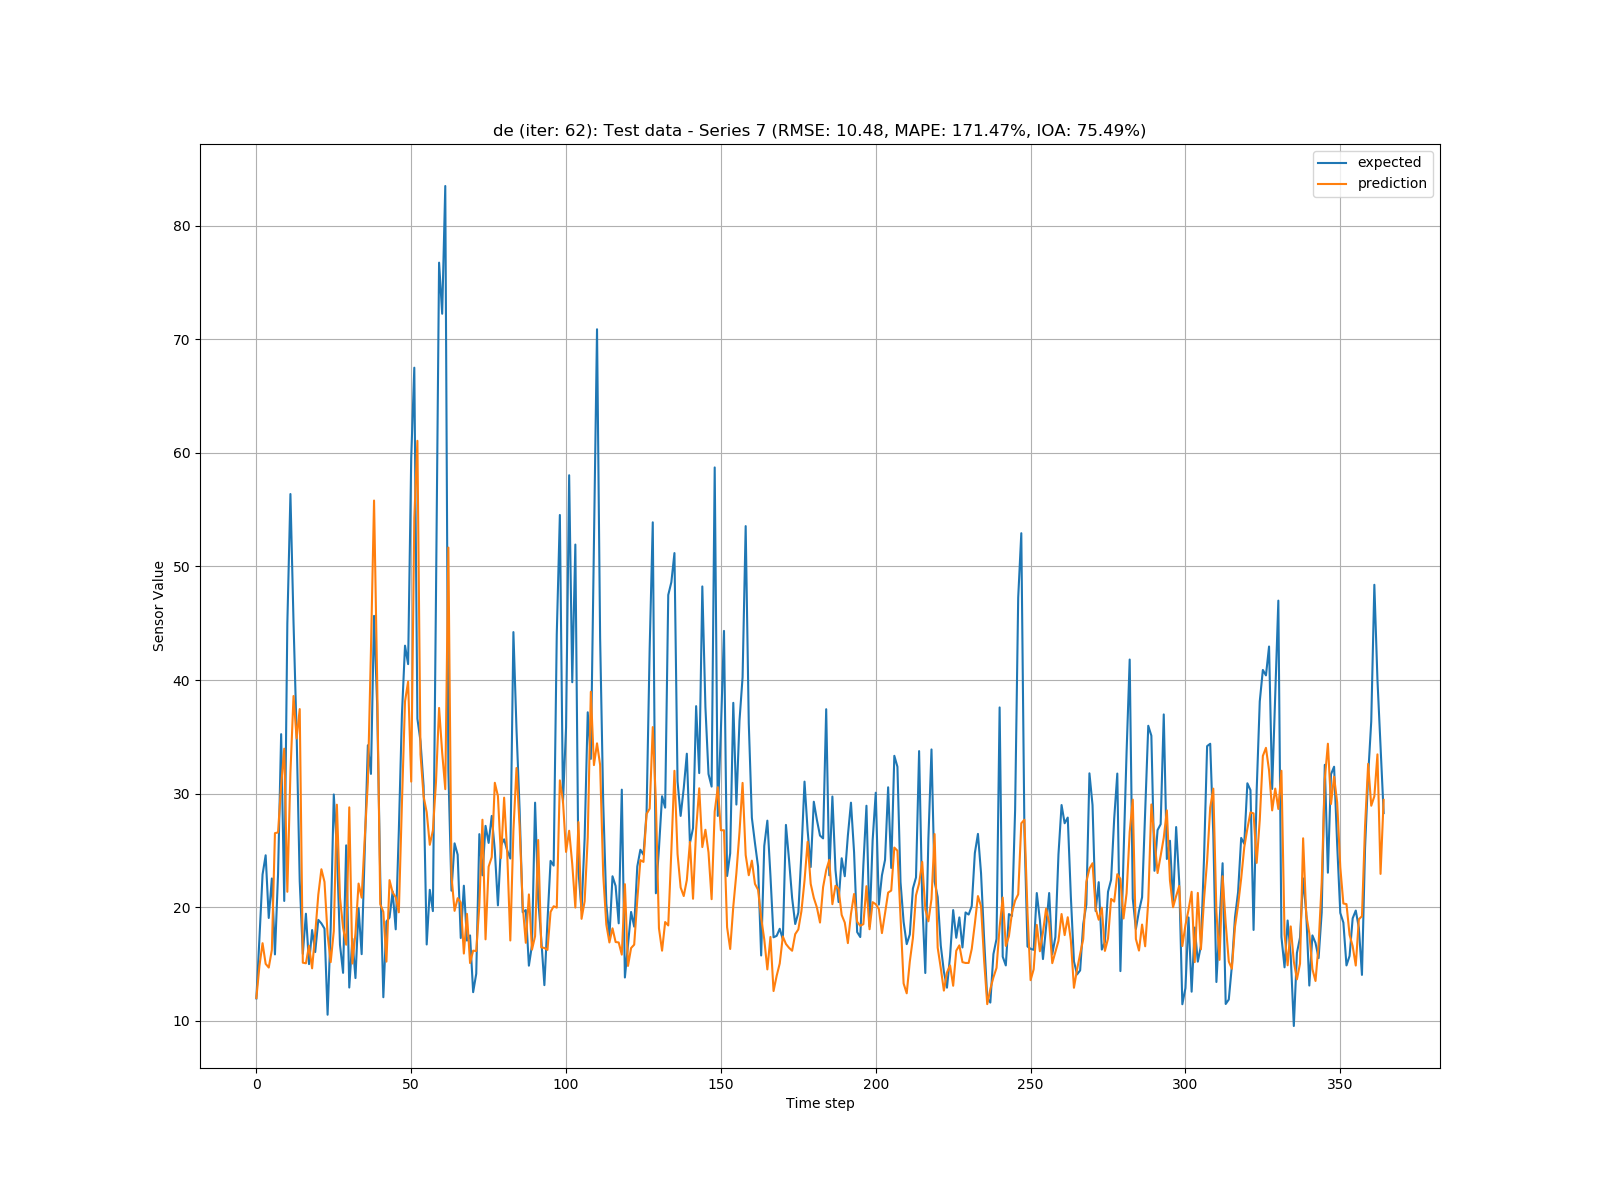 de (iter: 62): Test data - Series 7 (RMSE: 10.48, MAPE: 171.47%, IOA: 75.49%)
expected
prediction
80
70
60
50
40
30
20
10
Sensor Value
0 50 100 150 200 250 300 350
Time step